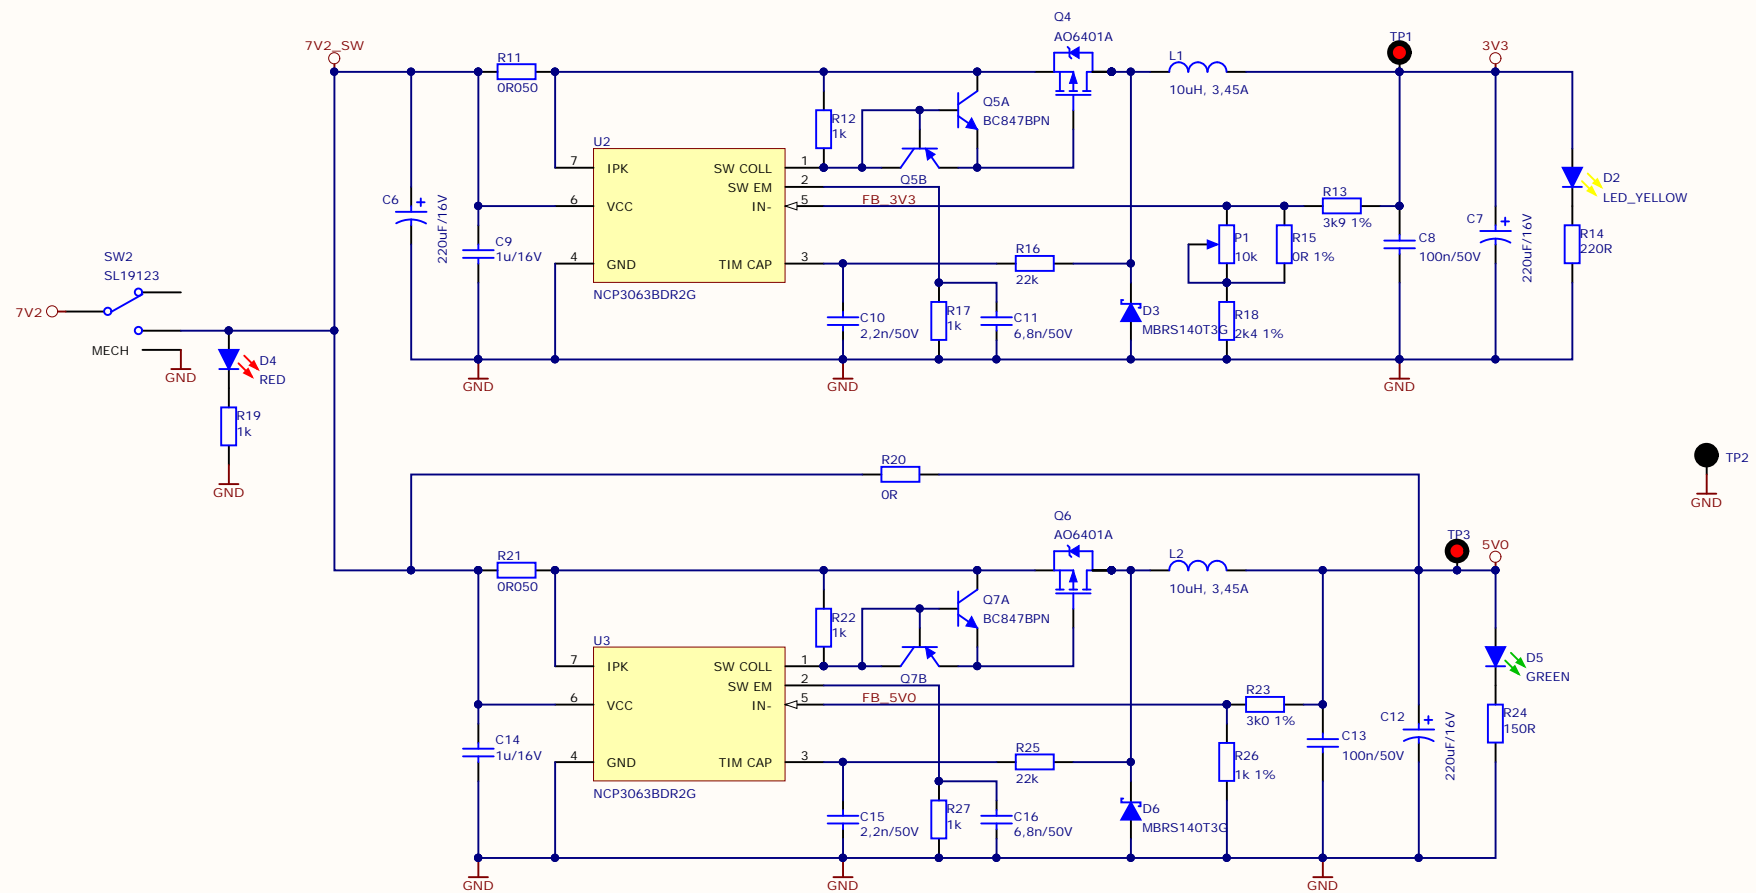 Q4
AO6401A
TP1
7V2_SW
3V3
R11
L1
0R050
10uH, 3,45A
Q5A
BC847BPN
R12
1k
U2
7 IPK SW COLL 1
Q5B
SW EM 2
6 VCC IN- 5 FB_3V3
R13
3k9 1%
D2
LED_YELLOW
C6
+
220uF/16V
C9
1u/16V
P1
10k
R15
0R 1%
C8
100n/50V
C7
+
220uF/16V
R14
220R
4 GND TIM CAP 3
R16
22k
NCP3063BDR2G
SW2
SL19123
7V2
MECH
GND
D4
RED
R19
1k
GND
C10
2,2n/50V
R17
1k
C11
6,8n/50V
D3
MBRS140T3G
R18
2k4 1%
GND
GND
GND
TP2
GND
R20
0R
Q6
AO6401A
TP3
5V0
R21
L2
0R050
10uH, 3,45A
Q7A
BC847BPN
R22
1k
U3
7 IPK SW COLL 1
Q7B
SW EM 2
6 VCC IN- 5 FB_5V0
R23
3k0 1%
D5
GREEN
C14
1u/16V
C13
100n/50V
C12
+
220uF/16V
R24
150R
4 GND TIM CAP 3
R25
22k
R26
1k 1%
NCP3063BDR2G
C15
2,2n/50V
R27
1k
C16
6,8n/50V
D6
MBRS140T3G
GND
GND
GND